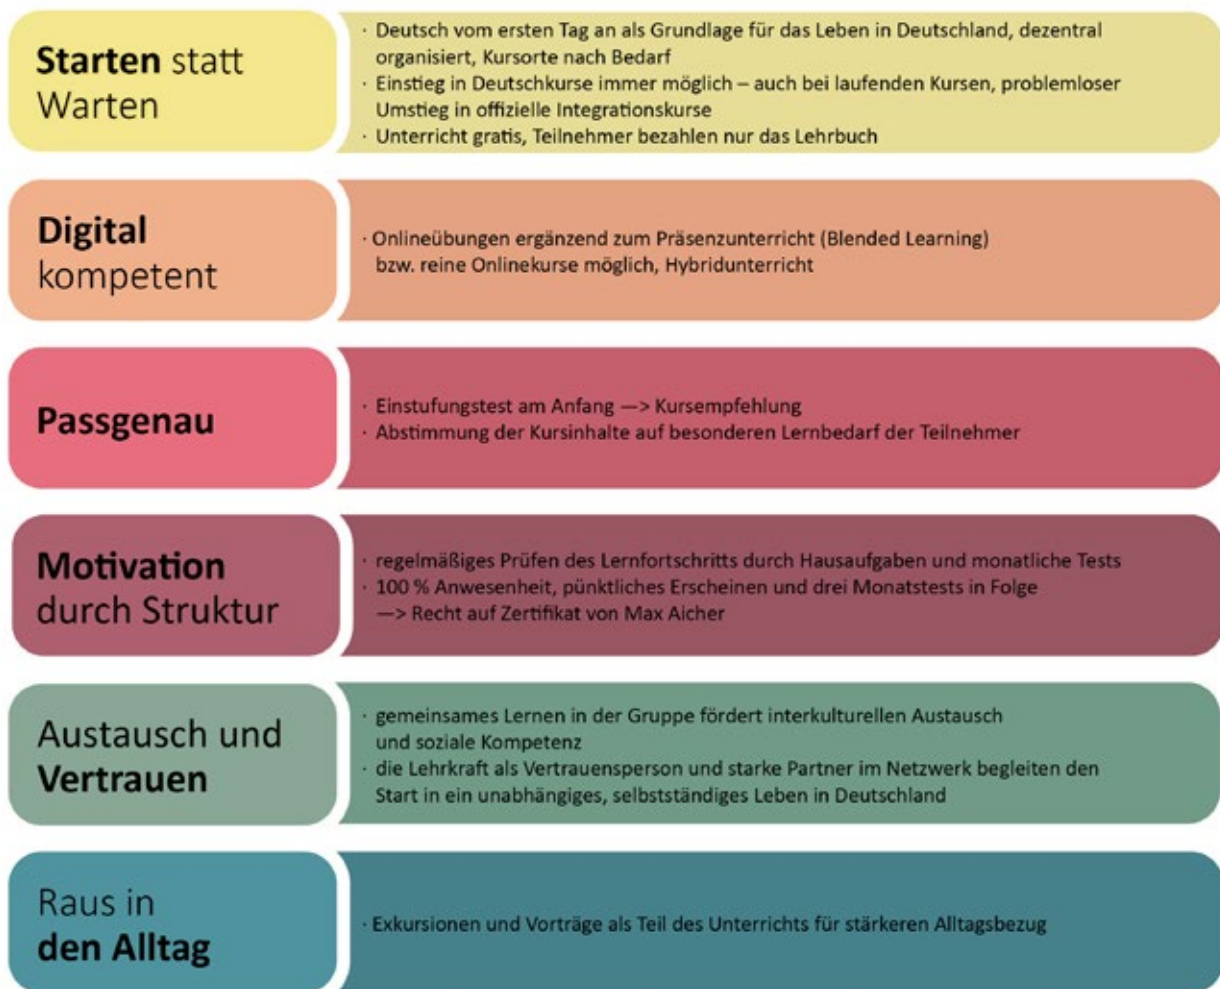 Starten statt
Warten
· Deutsch vom ersten Tag an als Grundlage für das Leben in Deutschland, dezentral
organisiert, Kursorte nach Bedarf
· Einstieg in Deutschkurse immer möglich – auch bei laufenden Kursen, problemloser
Umstieg in offizielle Integrationskurse
· Unterricht gratis, Teilnehmer bezahlen nur das Lehrbuch
Digital
kompetent
· Onlineübungen ergänzend zum Präsenzunterricht (Blended Learning)
bzw. reine Onlinekurse möglich, Hybridunterricht
Passgenau
· Einstufungstest am Anfang —> Kursempfehlung
· Abstimmung der Kursinhalte auf besonderen Lernbedarf der Teilnehmer
Motivation
durch Struktur
· regelmäßiges Prüfen des Lernfortschritts durch Hausaufgaben und monatliche Tests
· 100 % Anwesenheit, pünktliches Erscheinen und drei Monatstests in Folge
—> Recht auf Zertifikat von Max Aicher
Austausch und
Vertrauen
· gemeinsames Lernen in der Gruppe fördert interkulturellen Austausch
und soziale Kompetenz
· die Lehrkraft als Vertrauensperson und starke Partner im Netzwerk begleiten den
Start in ein unabhängiges, selbstständiges Leben in Deutschland
Raus in
den Alltag
· Exkursionen und Vorträge als Teil des Unterrichts für stärkeren Alltagsbezug